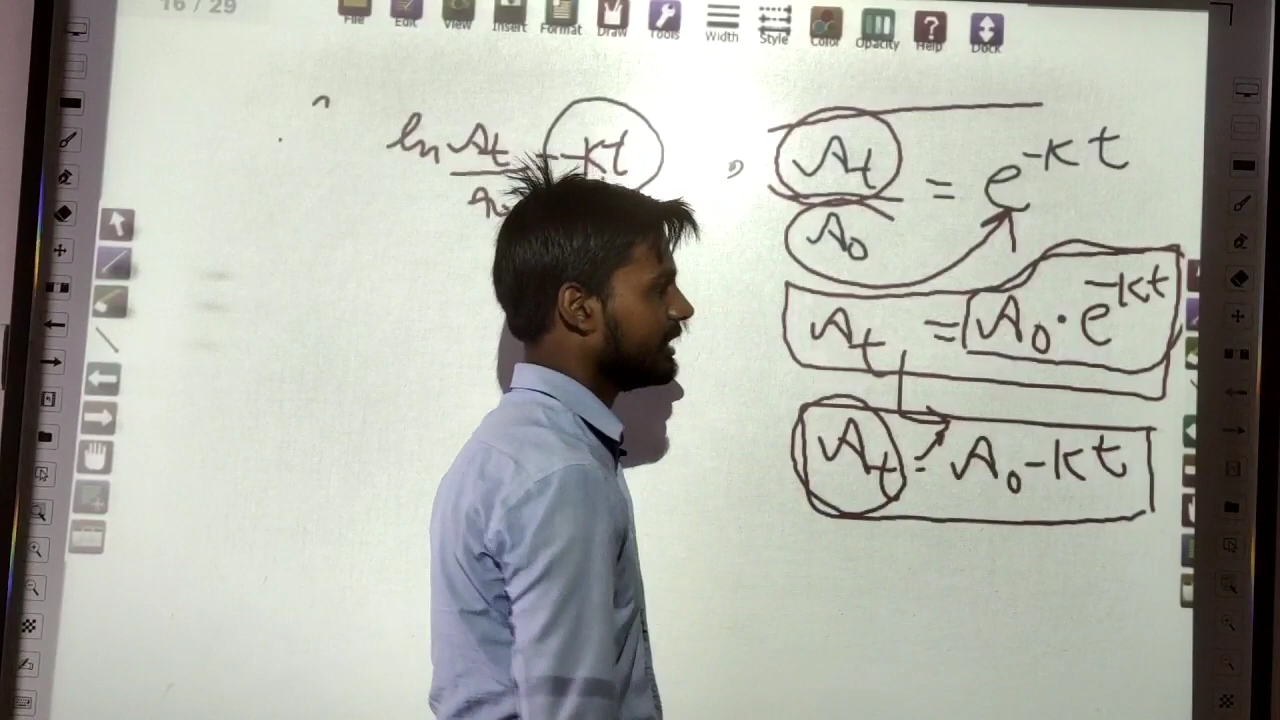 16 / 29
File Edit View Insert Format Draw Tools Width Style Color Opacity Help Dock
ln At/A₀ = -kt , At/A₀ = e^-kt
At = A₀ · e^-kt
At = A₀ - kt